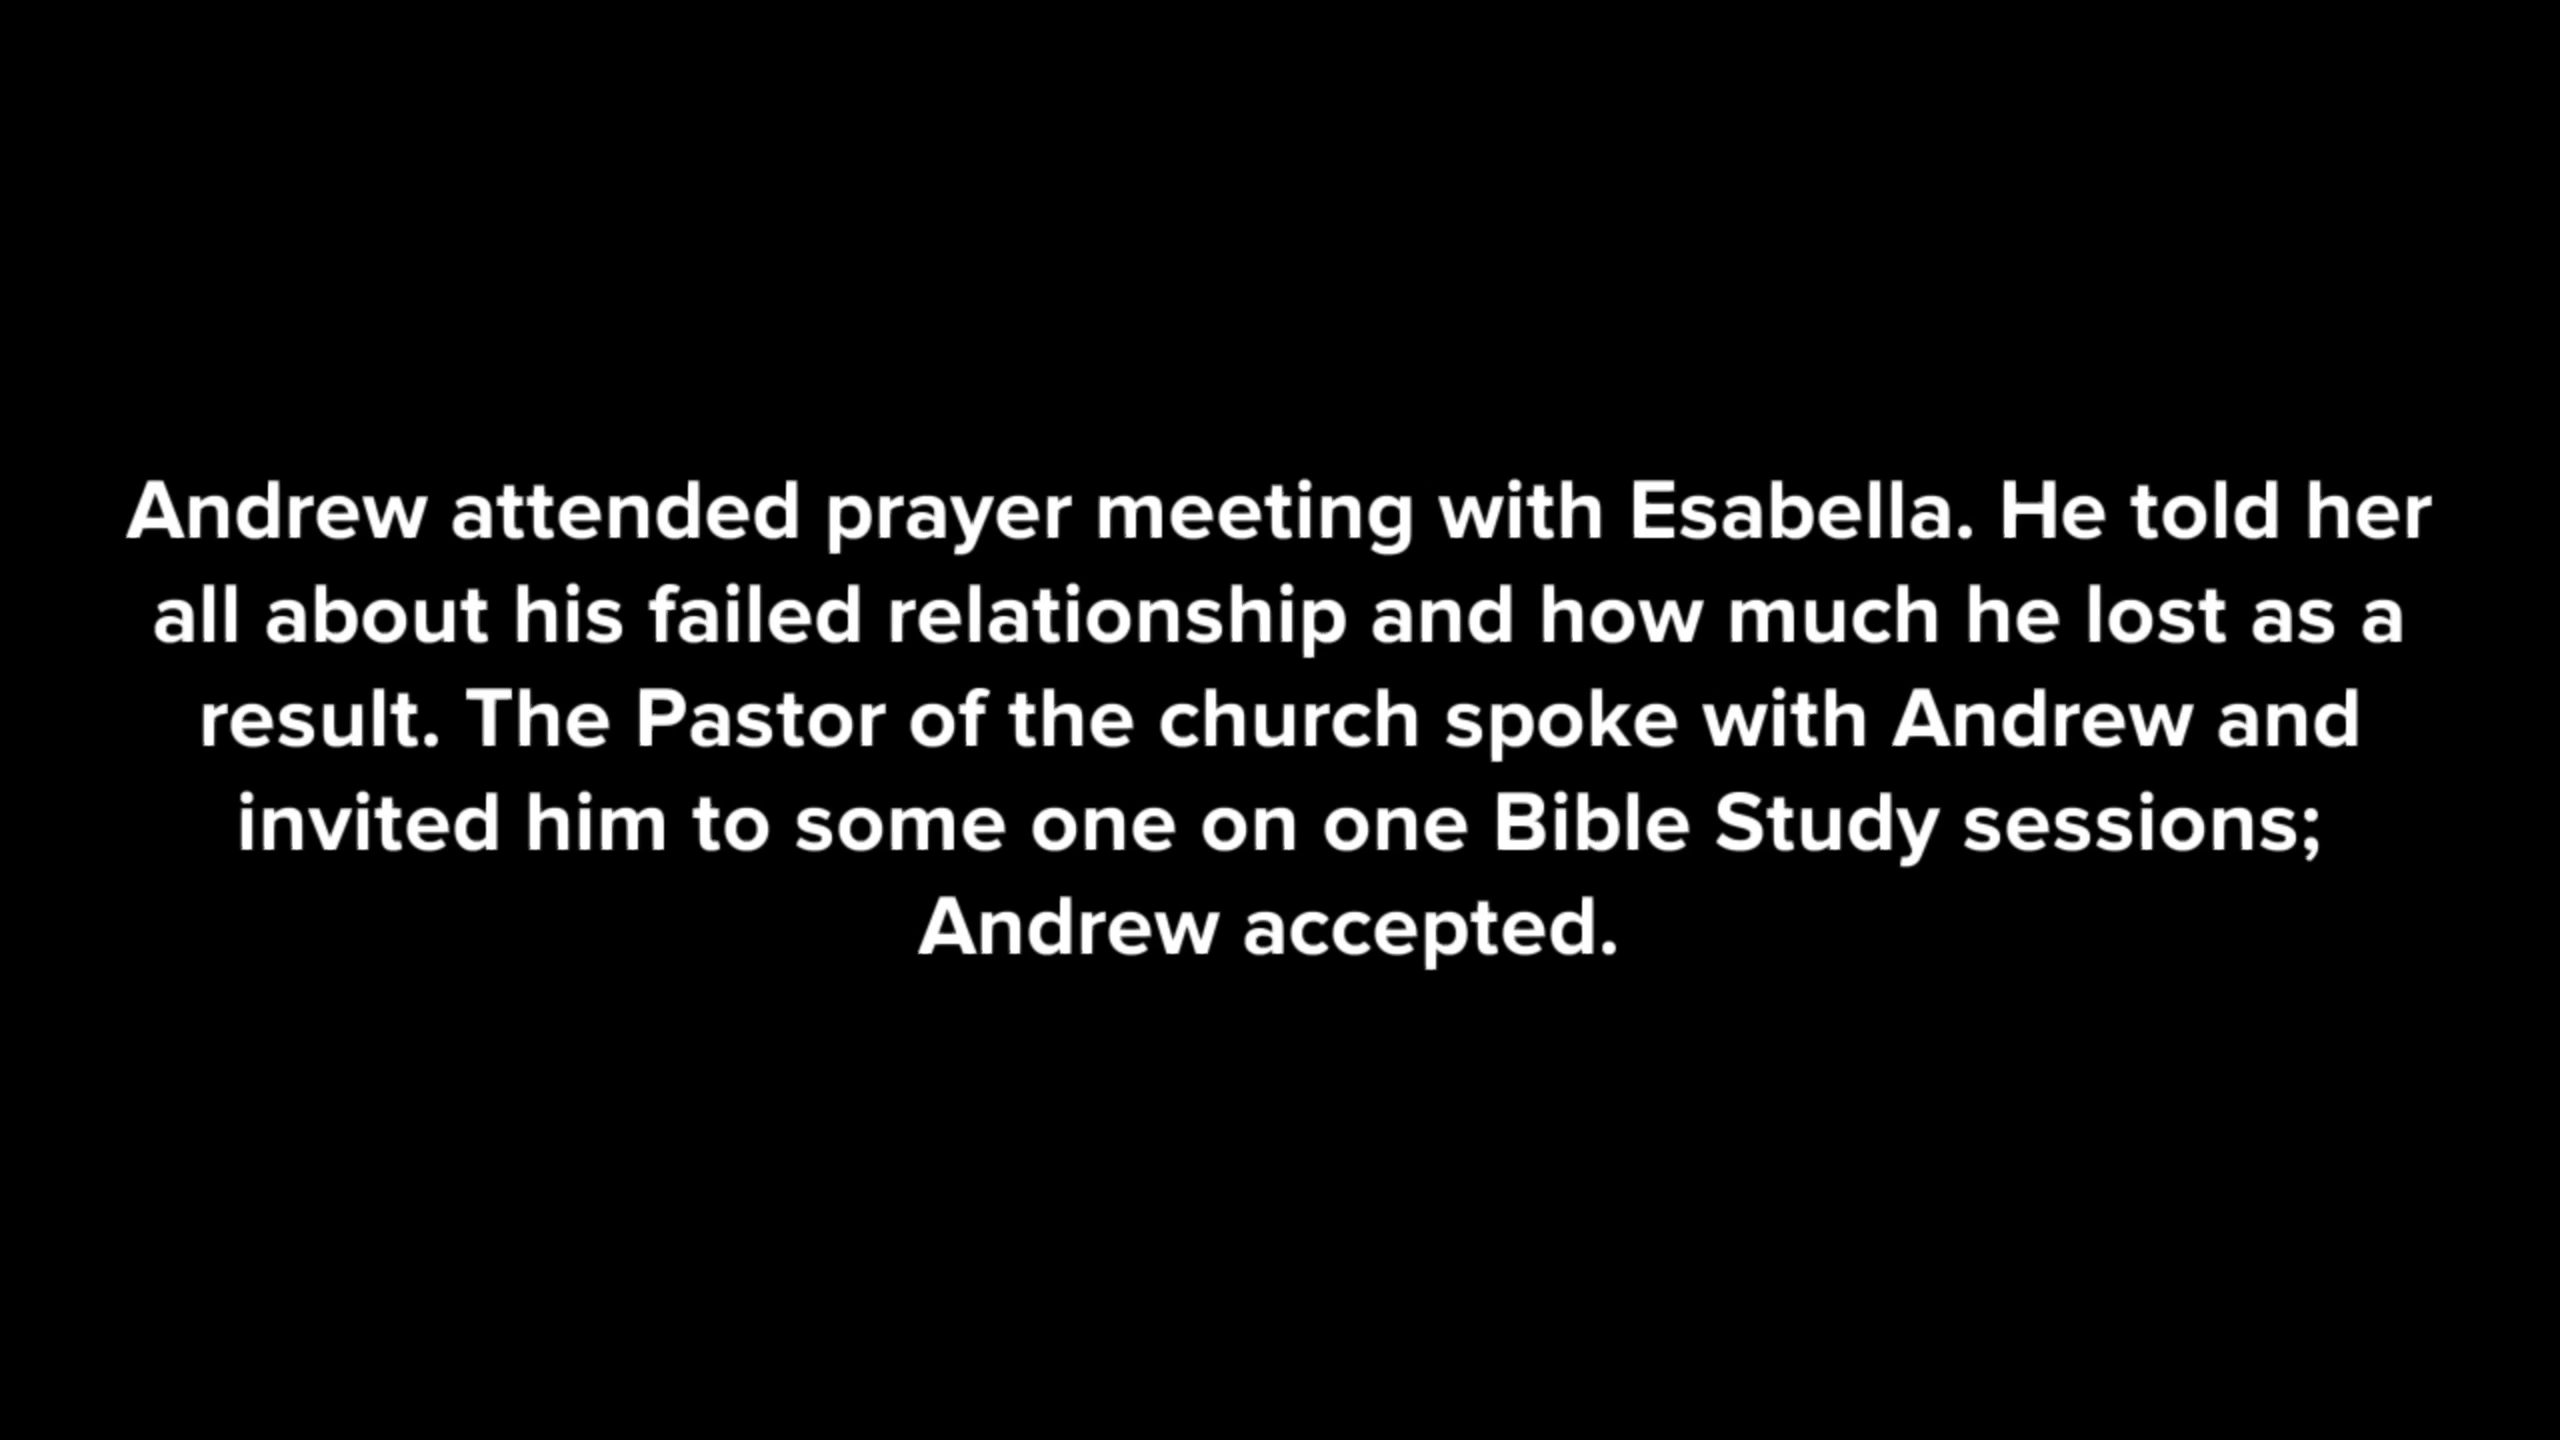 Andrew attended prayer meeting with Esabella. He told her
all about his failed relationship and how much he lost as a
result. The Pastor of the church spoke with Andrew and
invited him to some one on one Bible Study sessions;
Andrew accepted.